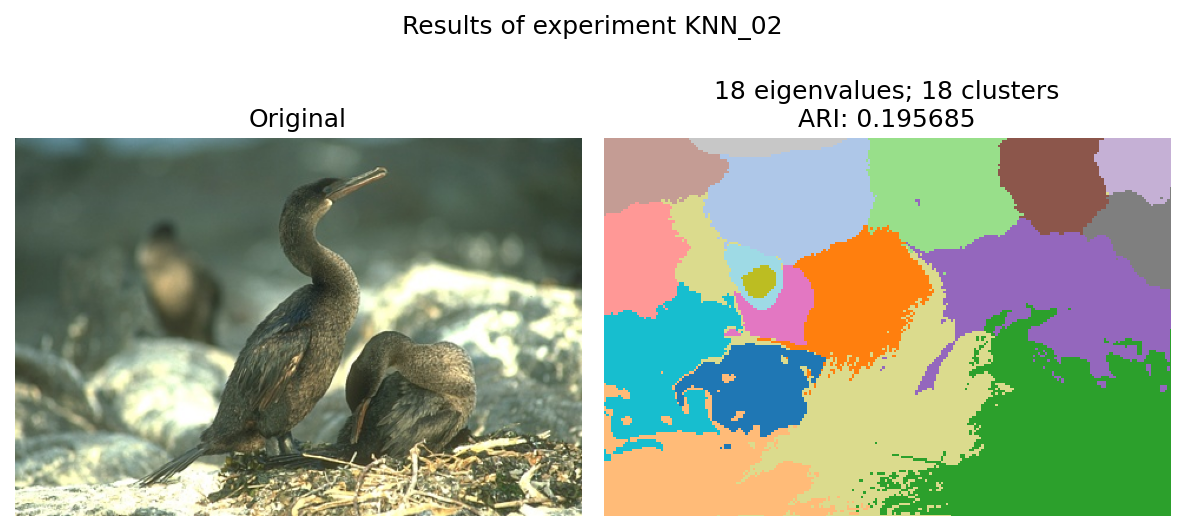 Results of experiment KNN_02
Original
18 eigenvalues; 18 clusters
ARI: 0.195685